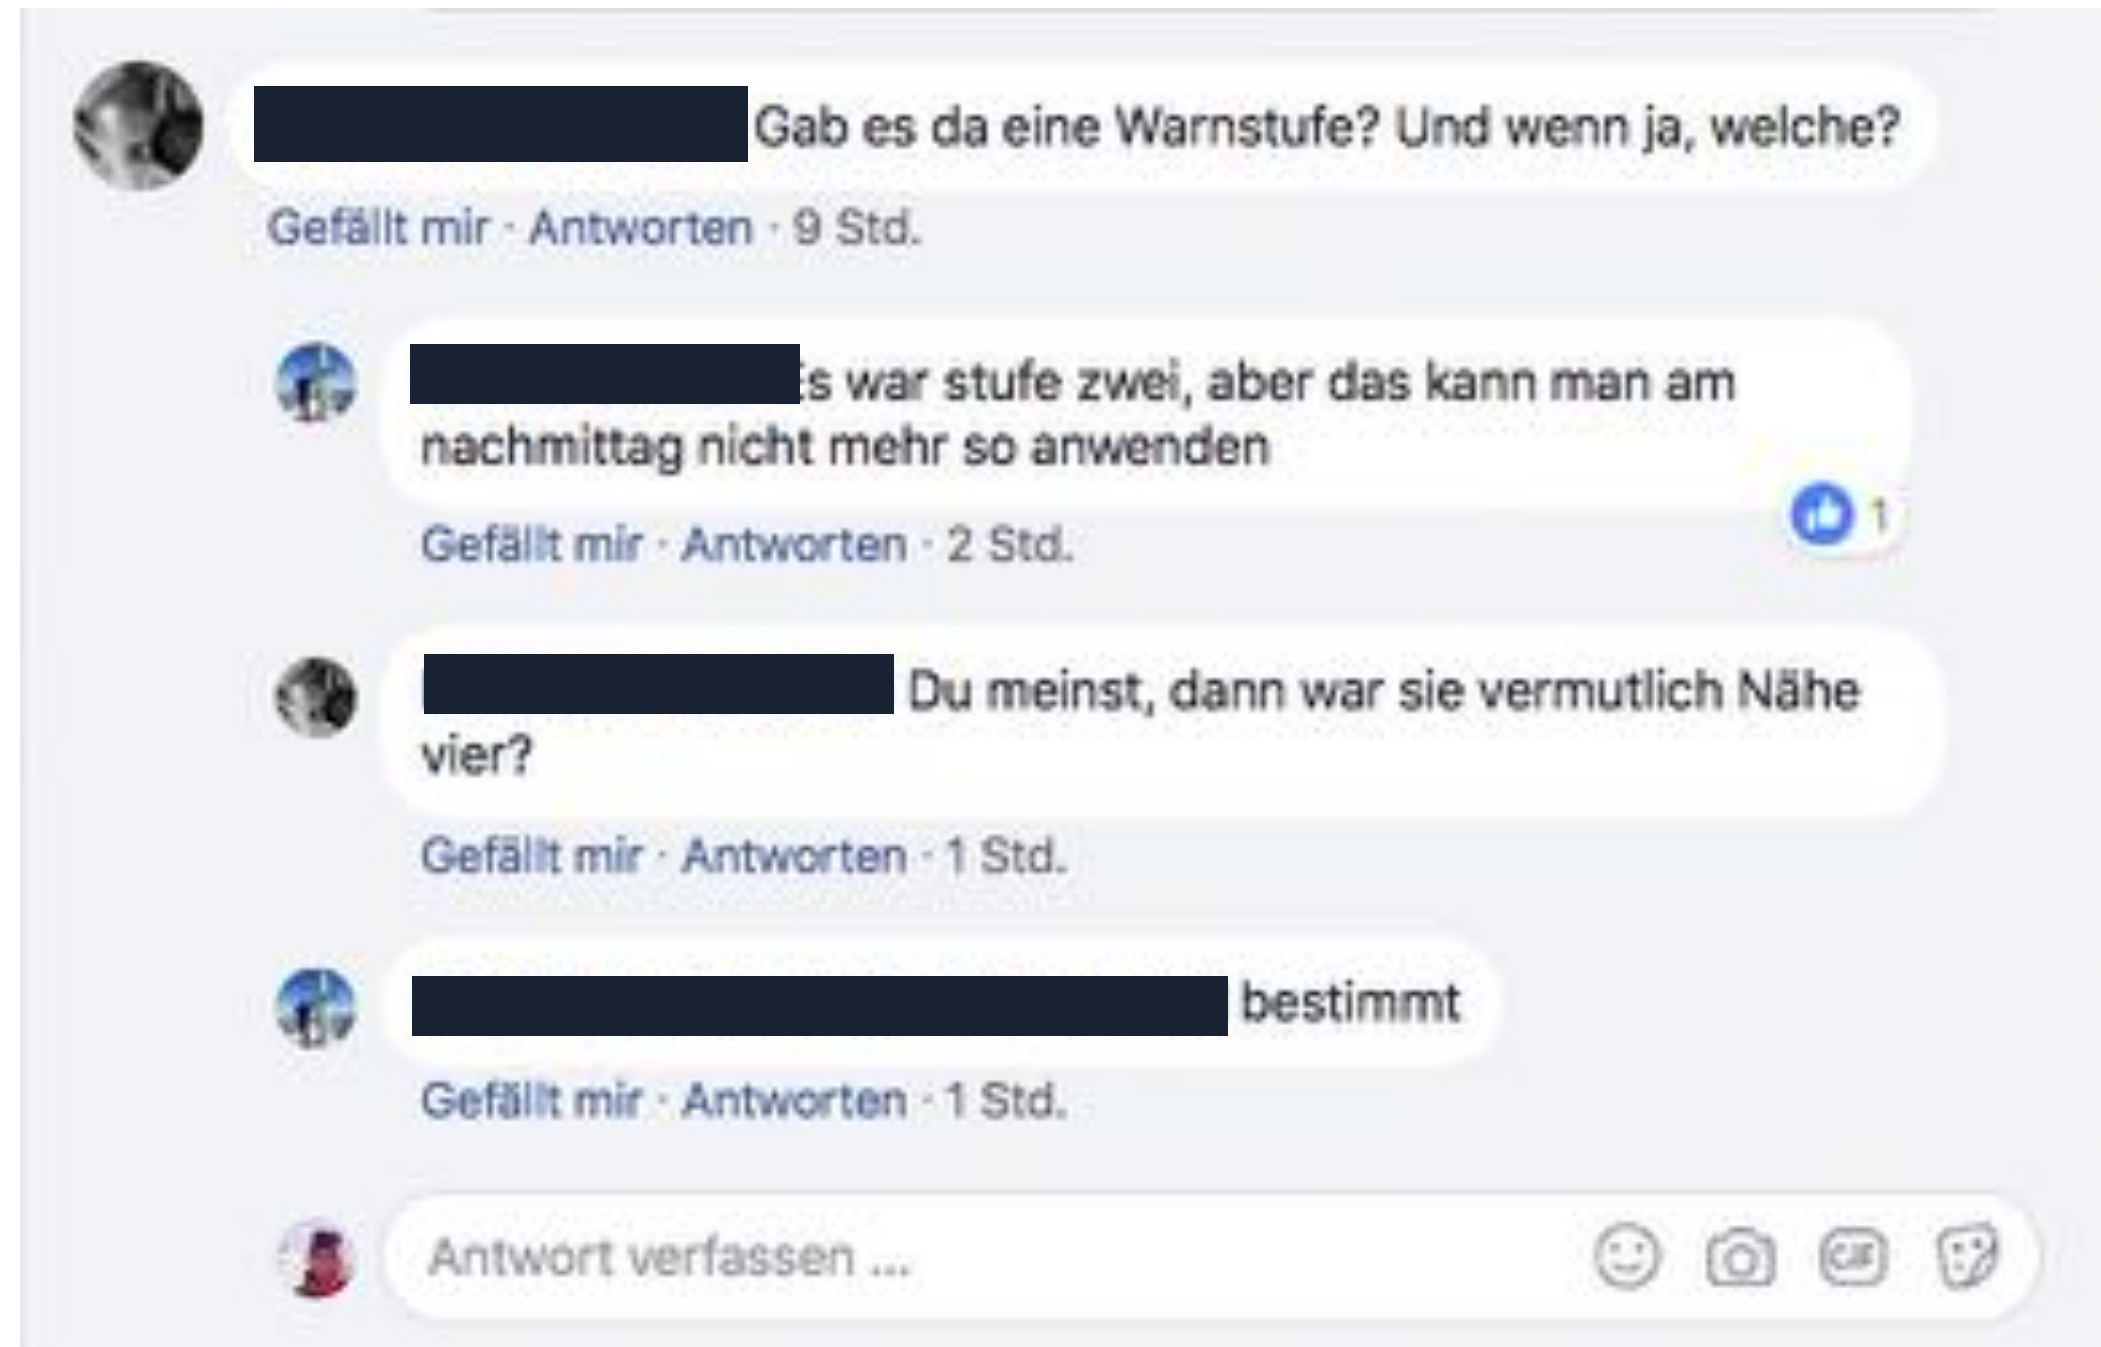 Gab es da eine Warnstufe? Und wenn ja, welche?
Gefällt mir · Antworten · 9 Std.
Es war stufe zwei, aber das kann man am
nachmittag nicht mehr so anwenden
1
Gefällt mir · Antworten · 2 Std.
Du meinst, dann war sie vermutlich Nähe
vier?
Gefällt mir · Antworten · 1 Std.
bestimmt
Gefällt mir · Antworten · 1 Std.
Antwort verfassen ...
GIF